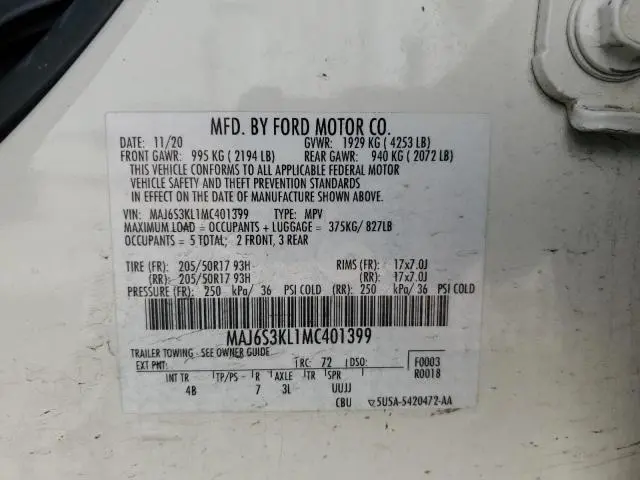 MFD. BY FORD MOTOR CO.
DATE: 11/20 GVWR: 1929 KG ( 4253 LB)
FRONT GAWR: 995 KG ( 2194 LB) REAR GAWR: 940 KG ( 2072 LB)
THIS VEHICLE CONFORMS TO ALL APPLICABLE FEDERAL MOTOR
VEHICLE SAFETY AND THEFT PREVENTION STANDARDS
IN EFFECT ON THE DATE OF MANUFACTURE SHOWN ABOVE.
VIN: MAJ6S3KL1MC401399 TYPE: MPV
MAXIMUM LOAD = OCCUPANTS + LUGGAGE = 375KG/ 827LB
OCCUPANTS = 5 TOTAL; 2 FRONT, 3 REAR
TIRE (FR): 205/50R17 93H RIMS (FR): 17x7.0J
(RR): 205/50R17 93H (RR): 17x7.0J
PRESSURE (FR): 250 kPa/ 36 PSI COLD (RR): 250 kPa/ 36 PSI COLD
MAJ6S3KL1MC401399
TRAILER TOWING - SEE OWNER GUIDE
EXT PNT: RC: 72 DSO: F0003
INT TR TP/PS R AXLE TR SPR R0018
4B 7 3L UUJJ
CBU 5U5A-5420472-AA